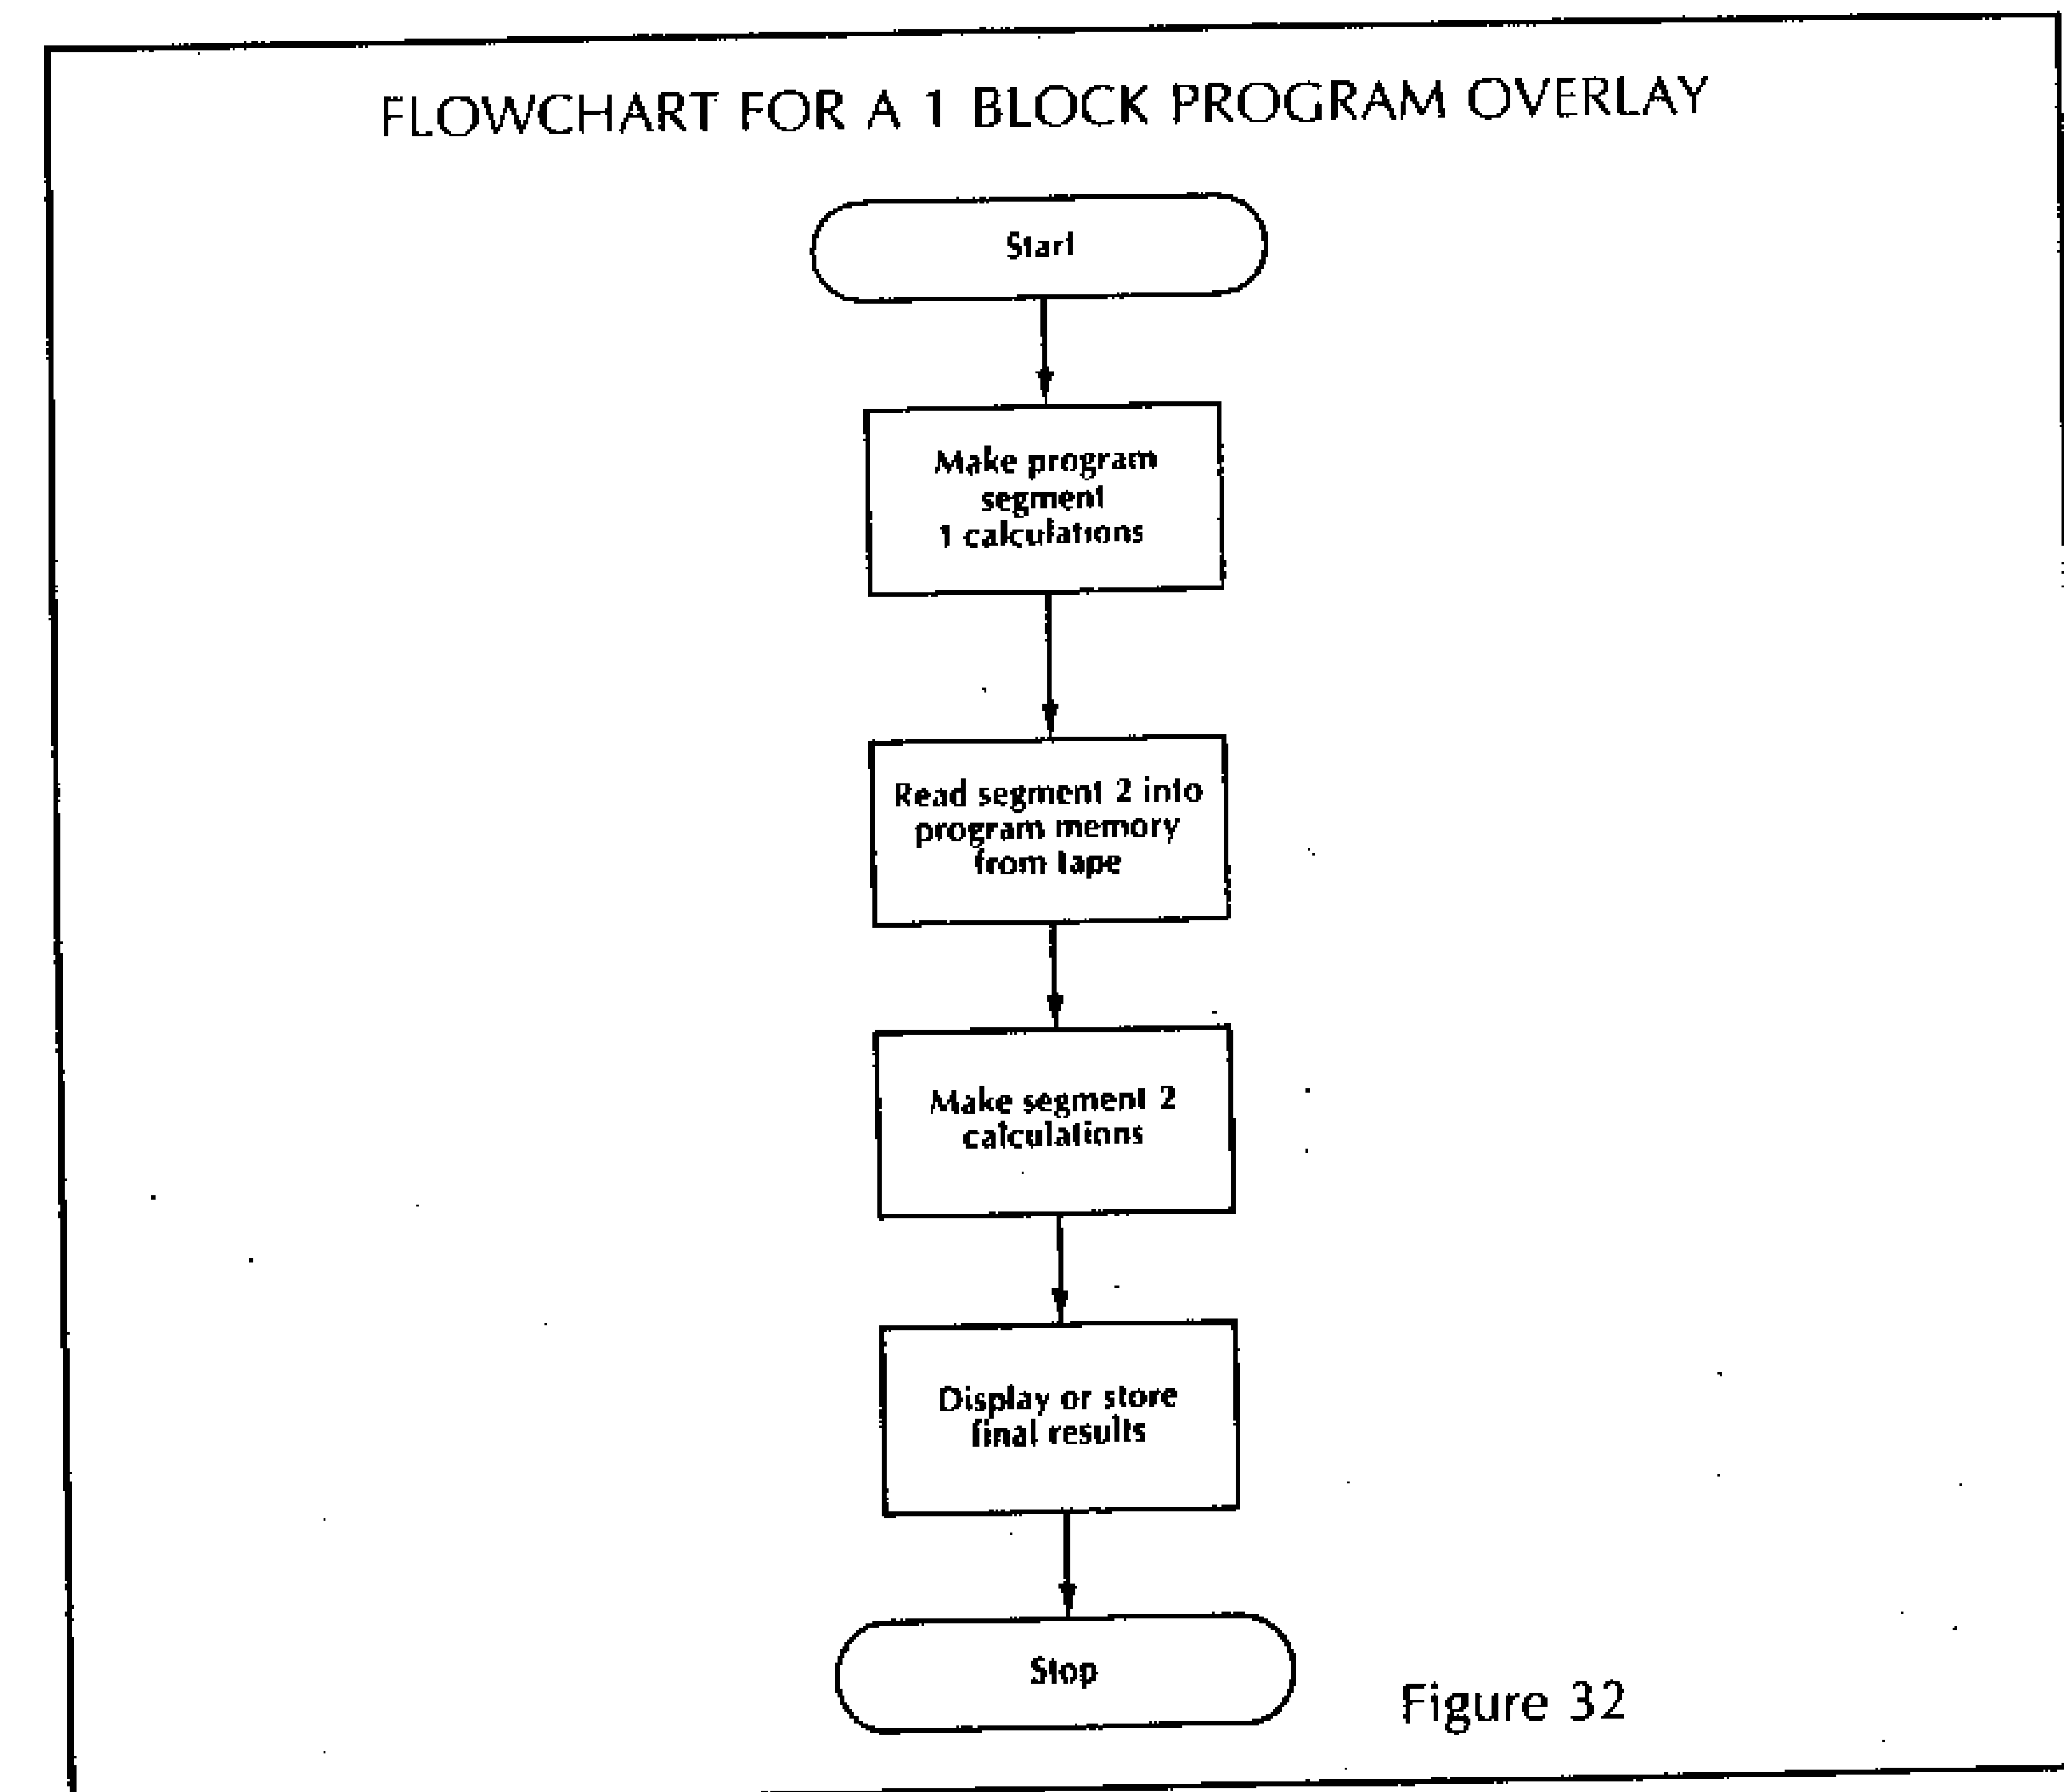 FLOWCHART FOR A 1 BLOCK PROGRAM OVERLAY
Start
Make program
segment
1 calculations
Read segment 2 into
program memory
from tape
Make segment 2
calculations
Display or store
final results
Stop
Figure 32